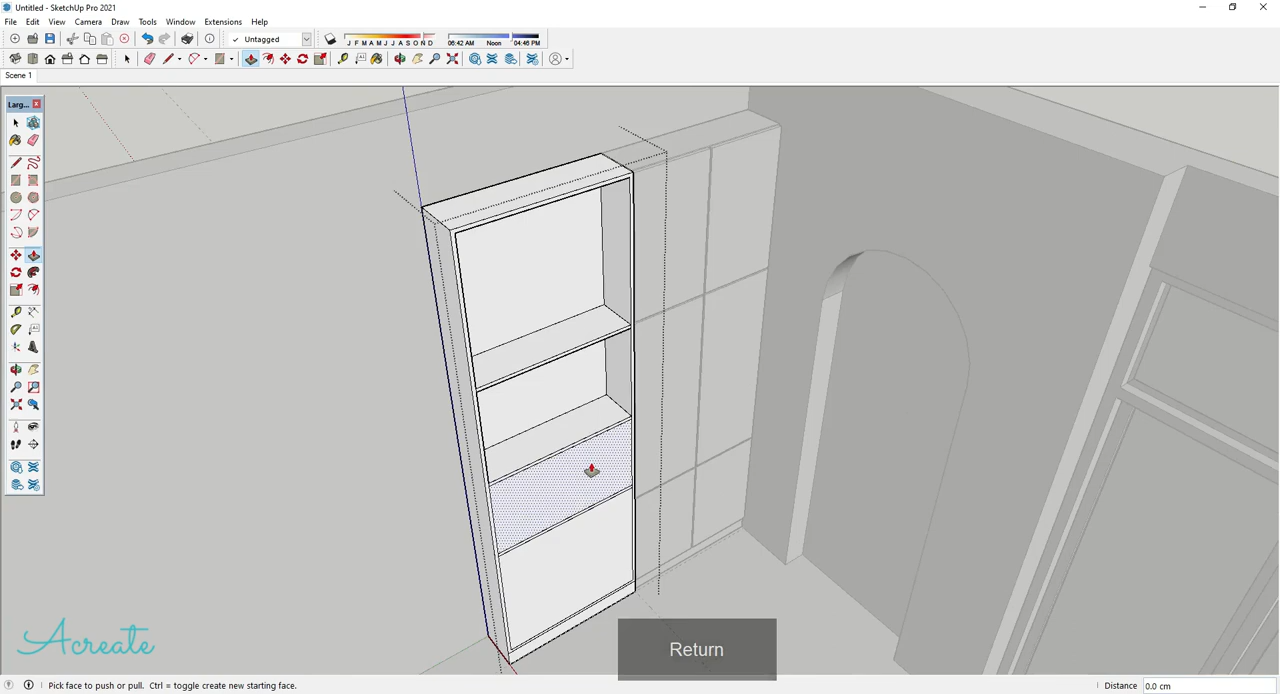 Untitled - SketchUp Pro 2021
File Edit View Camera Draw Tools Window Extensions Help
Untagged
J F M A M J J A S O N D
06:42 AM Noon 04:46 PM
Scene 1
Larg...
Acreate
Return
Pick face to push or pull. Ctrl = toggle create new starting face.
Distance 0.0 cm